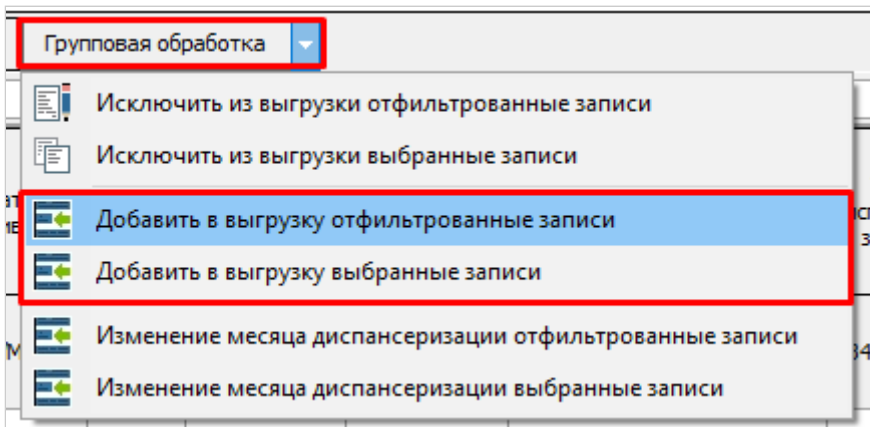 Групповая обработка
Исключить из выгрузки отфильтрованные записи
Исключить из выгрузки выбранные записи
Добавить в выгрузку отфильтрованные записи
Добавить в выгрузку выбранные записи
Изменение месяца диспансеризации отфильтрованные записи
Изменение месяца диспансеризации выбранные записи